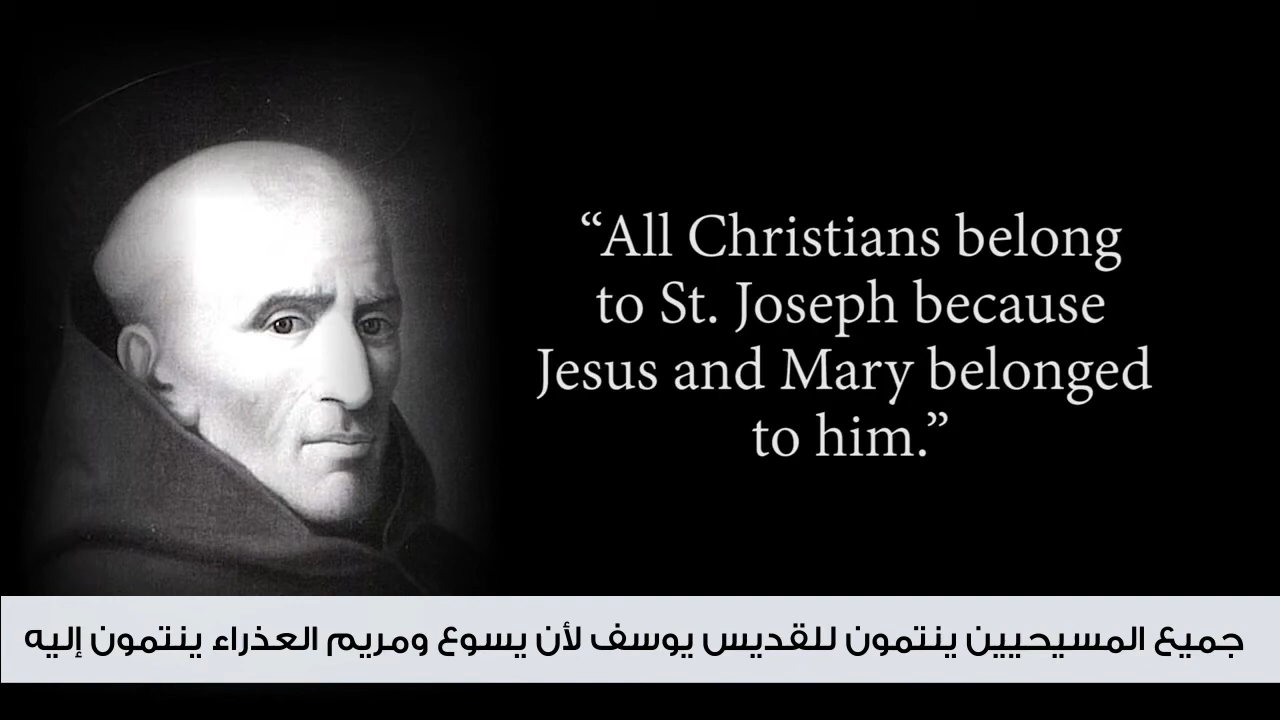 “All Christians belong
to St. Joseph because
Jesus and Mary belonged
to him.”
جميع المسيحيين ينتمون للقديس يوسف لأن يسوع ومريم العذراء ينتمون إليه